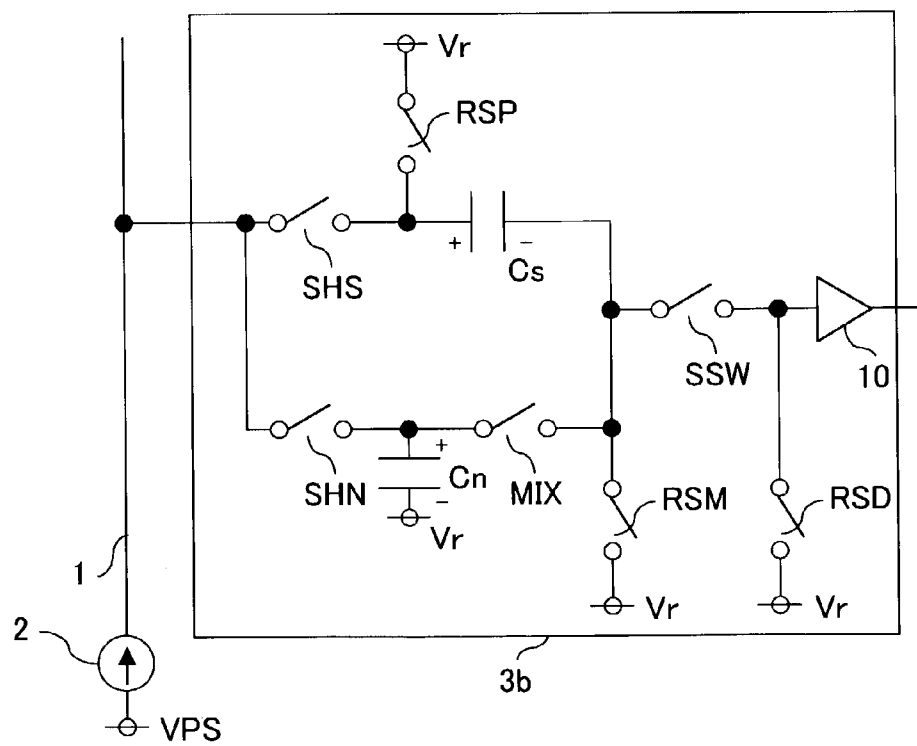 Vr
RSP
+ −
Cs
SHS
SSW
10
+
Cn
−
Vr
SHN
MIX
RSM
RSD
Vr
Vr
1
2
VPS
3b